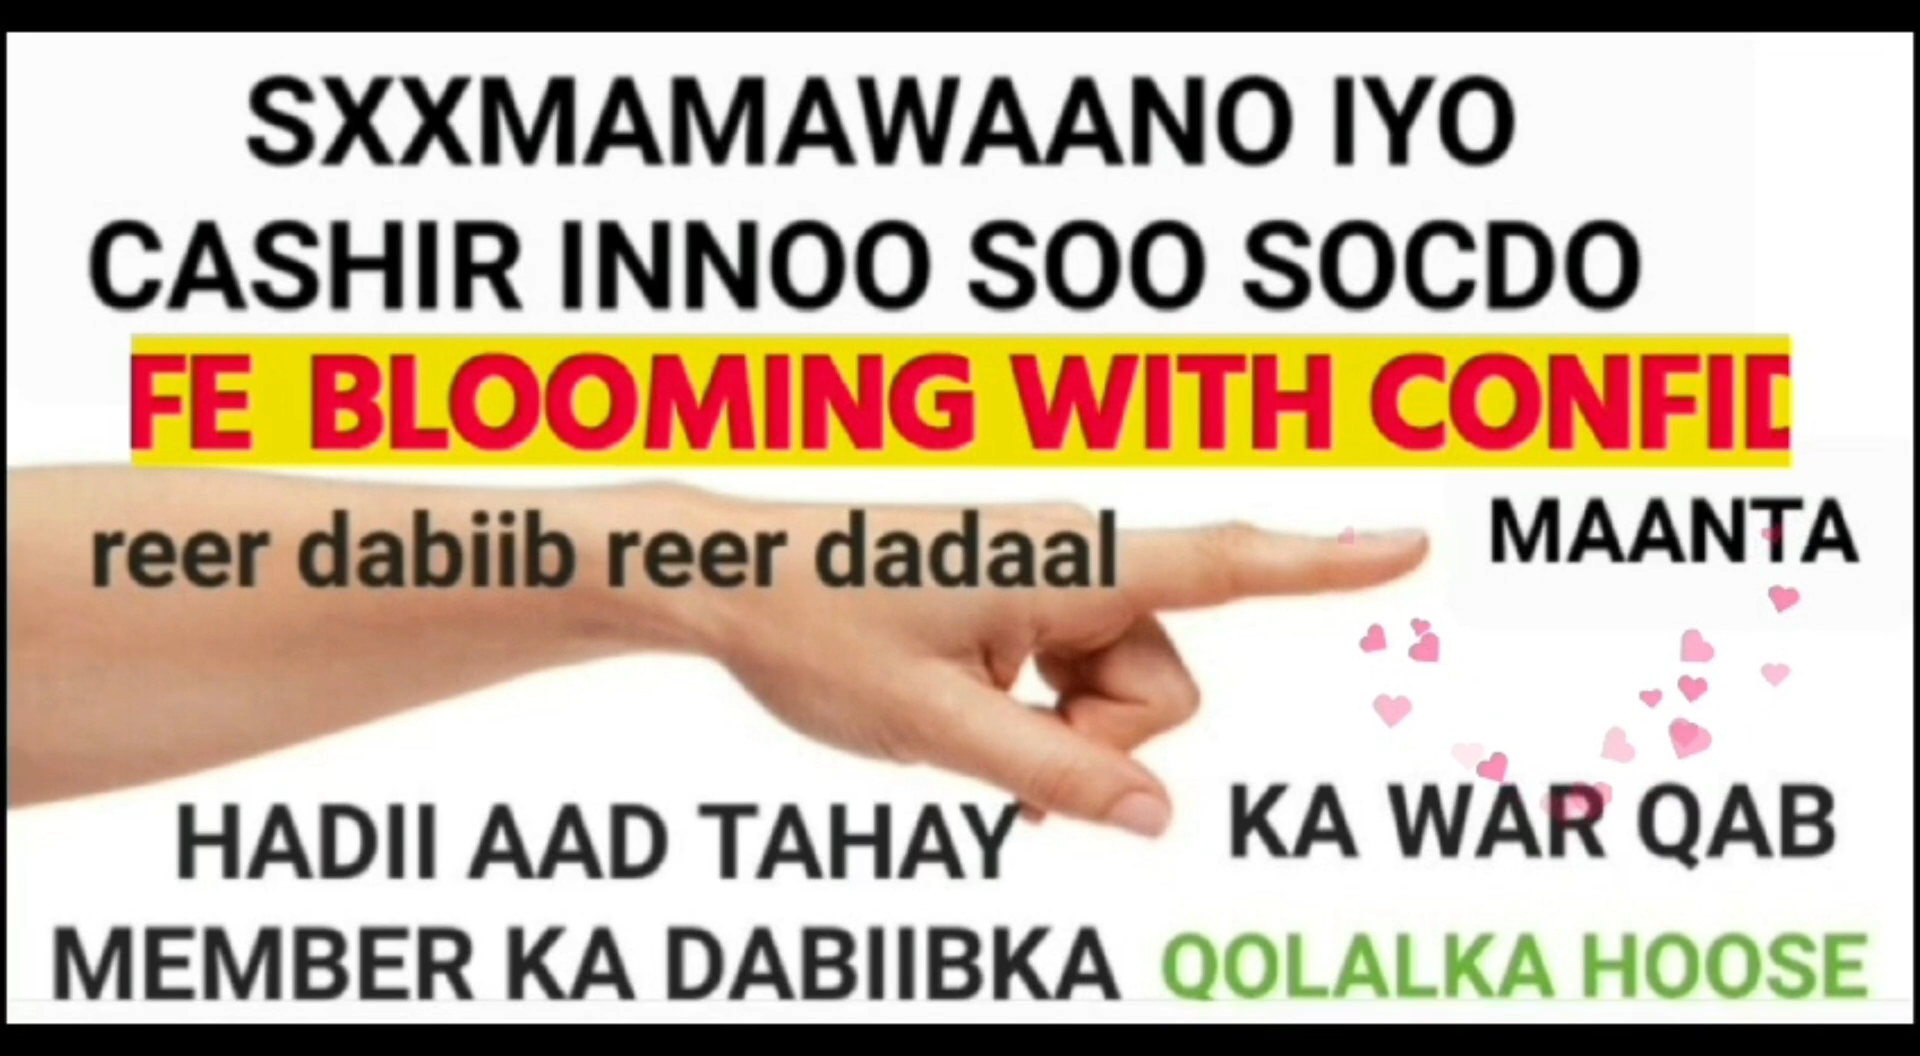 SXXMAMAWAANO IYO
CASHIR INNOO SOO SOCDO
FE BLOOMING WITH CONFID
reer dabiib reer dadaal
MAANTA
HADII AAD TAHAY
KA WAR QAB
MEMBER KA DABIIBKA
QOLALKA HOOSE